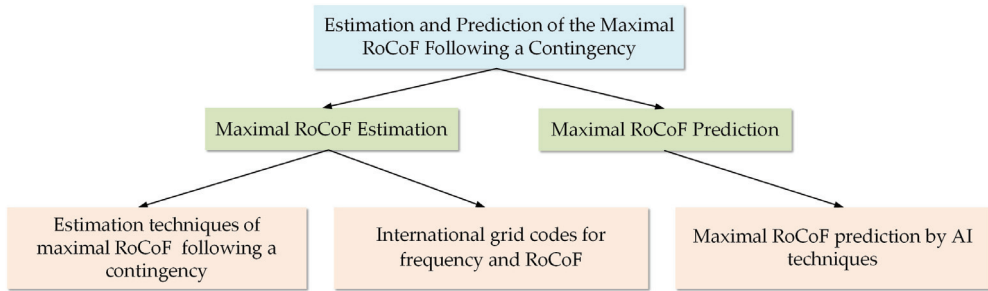 Estimation and Prediction of the Maximal
RoCoF Following a Contingency
Maximal RoCoF Estimation
Maximal RoCoF Prediction
Estimation techniques of
maximal RoCoF following a
contingency
International grid codes for
frequency and RoCoF
Maximal RoCoF prediction by AI
techniques